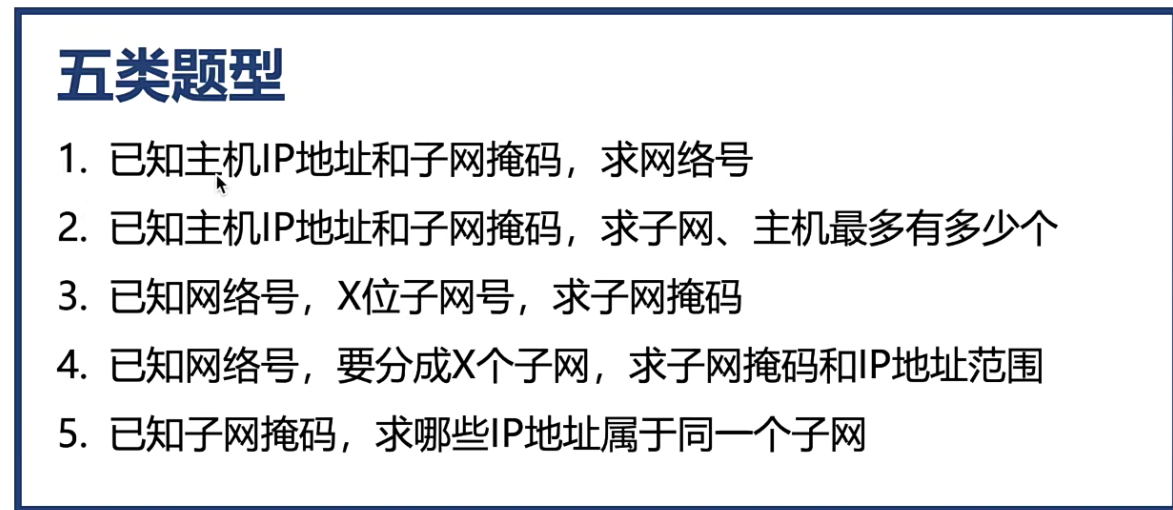 五类题型
1. 已知主机IP地址和子网掩码，求网络号
2. 已知主机IP地址和子网掩码，求子网、主机最多有多少个
3. 已知网络号，X位子网号，求子网掩码
4. 已知网络号，要分成X个子网，求子网掩码和IP地址范围
5. 已知子网掩码，求哪些IP地址属于同一个子网